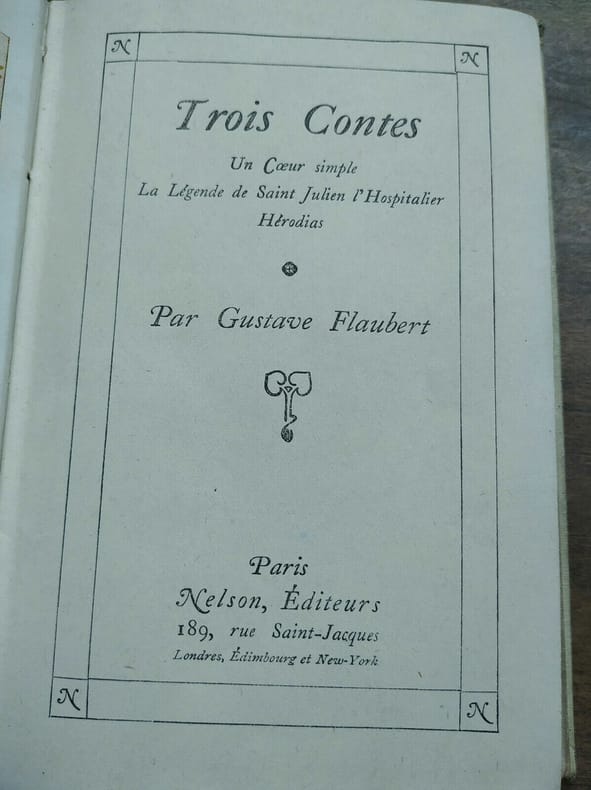 N N
Trois Contes
Un Cœur simple
La Légende de Saint Julien l'Hospitalier
Hérodias
Par Gustave Flaubert
Paris
Nelson, Éditeurs
189, rue Saint-Jacques
Londres, Édimbourg et New-York
N N